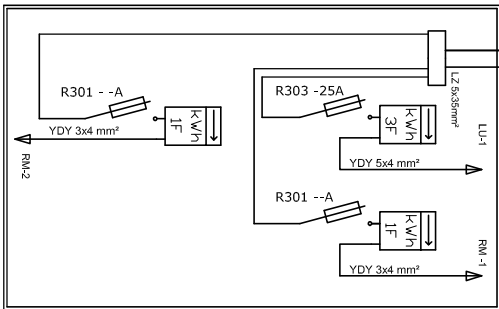 R301 - -A
kWh
1F
YDY 3x4 mm²
RM-2
LZ 5x35mm²
R303 -25A
kWh
3F
LU-1
YDY 5x4 mm²
R301 --A
kWh
1F
RM -1
YDY 3x4 mm²